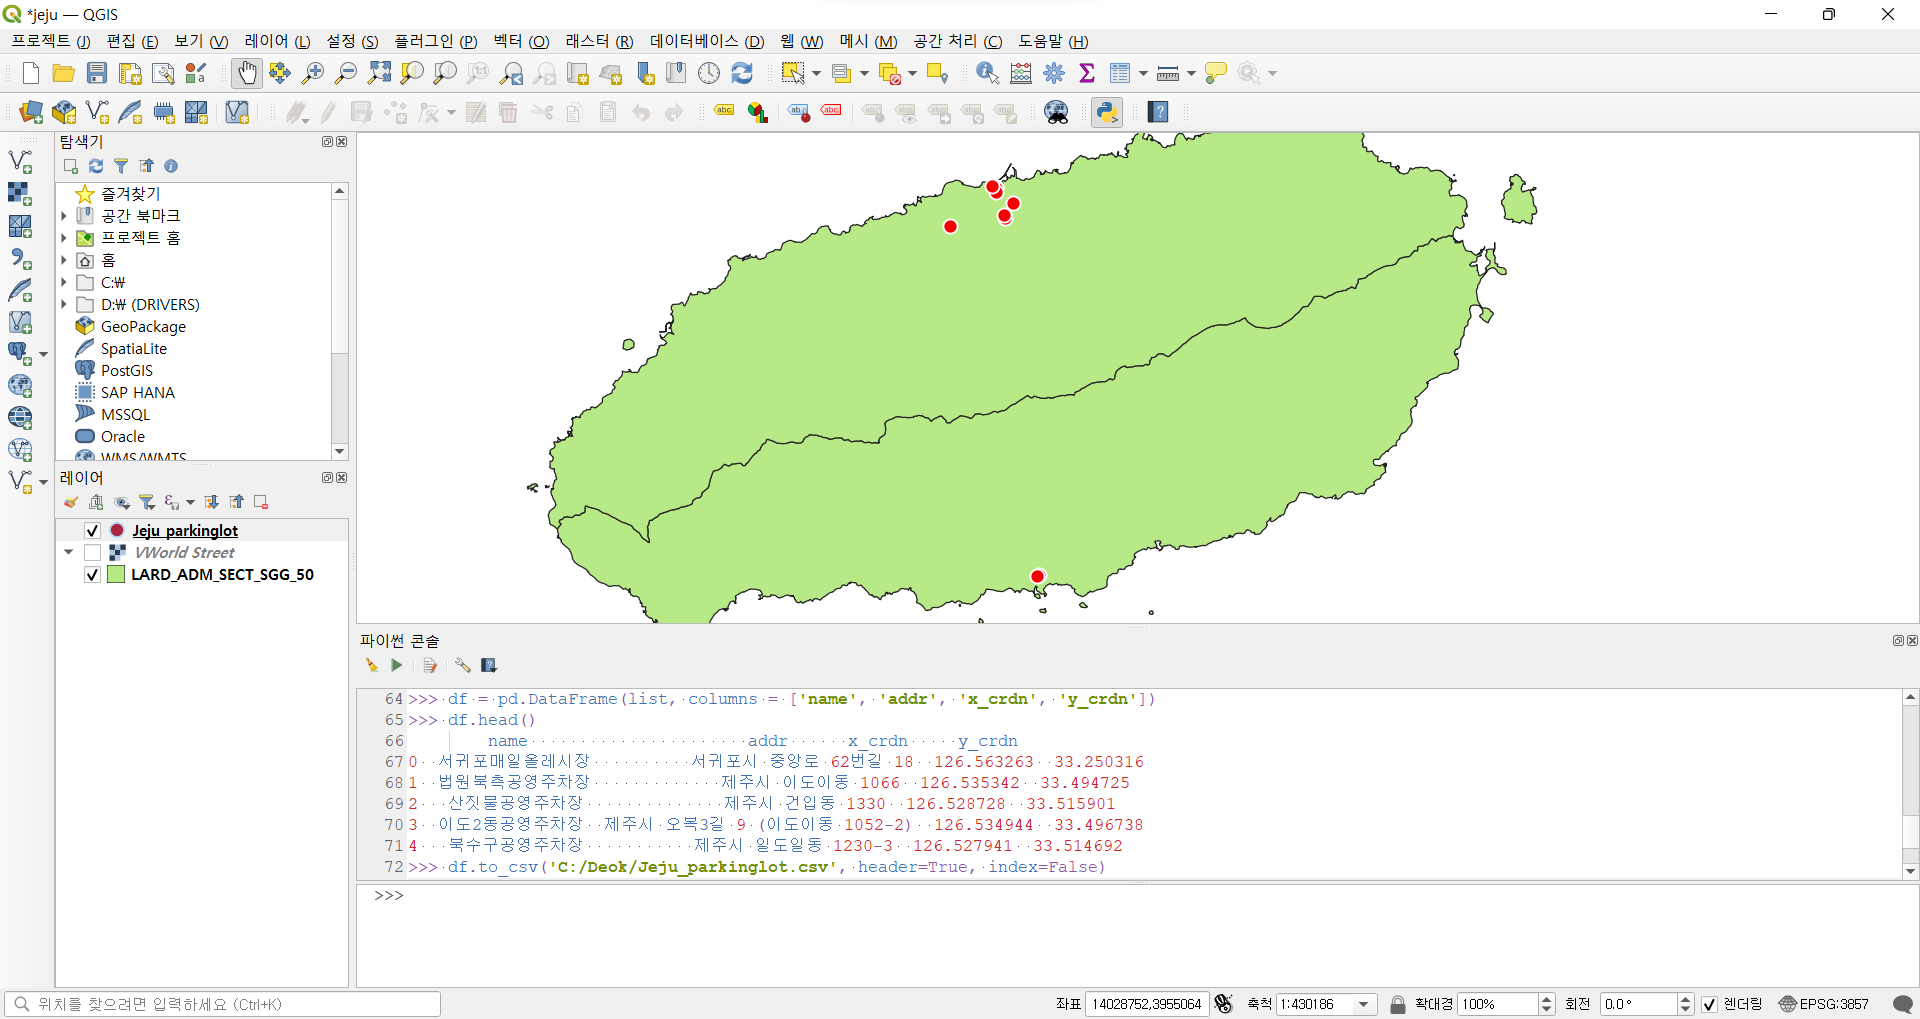 *jeju — QGIS
프로젝트 (J) 편집 (E) 보기 (V) 레이어 (L) 설정 (S) 플러그인 (P) 벡터 (O) 래스터 (R) 데이터베이스 (D) 웹 (W) 메시 (M) 공간 처리 (C) 도움말 (H)
탐색기
즐겨찾기
공간 북마크
프로젝트 홈
홈
C:₩
D:₩ (DRIVERS)
GeoPackage
SpatiaLite
PostGIS
SAP HANA
MSSQL
Oracle
WMS/WMTS
레이어
Jeju_parkinglot
VWorld Street
LARD_ADM_SECT_SGG_50
파이썬 콘솔
64 >>> df = pd.DataFrame(list, columns = ['name', 'addr', 'x_crdn', 'y_crdn'])
65 >>> df.head()
66 name addr x_crdn y_crdn
67 0 서귀포매일올레시장 서귀포시 중앙로 62번길 18 126.563263 33.250316
68 1 법원북측공영주차장 제주시 이도이동 1066 126.535342 33.494725
69 2 산짓물공영주차장 제주시 건입동 1330 126.528728 33.515901
70 3 이도2동공영주차장 제주시 오복3길 9 (이도이동 1052-2) 126.534944 33.496738
71 4 북수구공영주차장 제주시 일도일동 1230-3 126.527941 33.514692
72 >>> df.to_csv('C:/Deok/Jeju_parkinglot.csv', header=True, index=False)
>>>
위치를 찾으려면 입력하세요 (Ctrl+K) 좌표 14028752,3955064 축척 1:430186 확대경 100% 회전 0.0 ° 렌더링 EPSG:3857